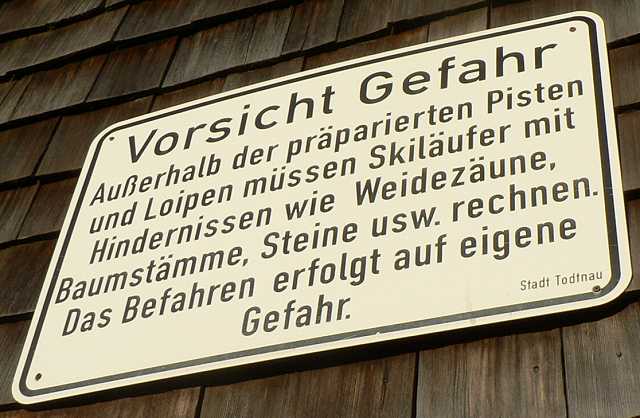 Vorsicht Gefahr
Außerhalb der präparierten Pisten
und Loipen müssen Skiläufer mit
Hindernissen wie Weidezäune,
Baumstämme, Steine usw. rechnen.
Das Befahren erfolgt auf eigene
Gefahr.
Stadt Todtnau